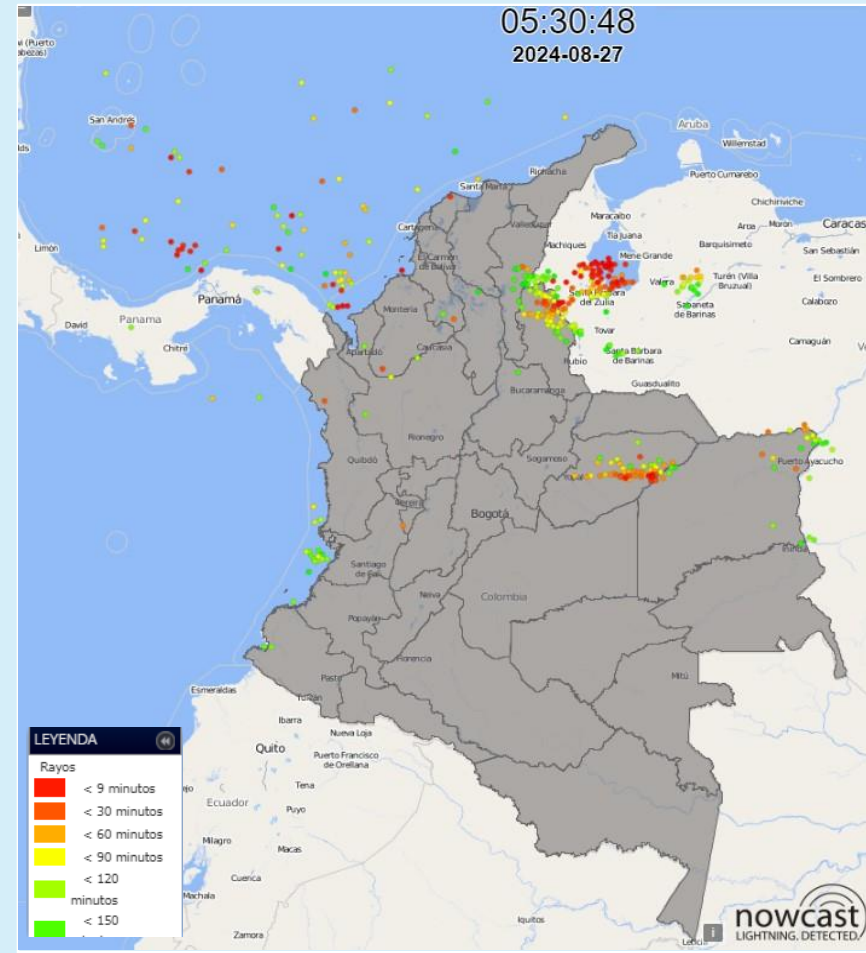 05:30:48
2024-08-27
San Andrés
Aruba
Willemstad
Puerto Cumarebo
Riohacha
Santa Marta
Chichiriviche
Maracaibo
Caracas
Limón
Cartagena
Valledupar
Tia Juana
Aroa
Morón
Machiques
Mene Grande
Barquisimeto
San Sebastián
El Carmen
de Bolívar
Valera
Turén (Villa
Bruzual)
El Sombrero
Panamá
Santa Bárbara
del Zulia
Sabaneta
de Barinas
Calabozo
David
Panama
Montería
Tovar
Camaguán
Chitré
Apartadó
Caucasia
Rubio
Santa Bárbara
de Barinas
Guasdualito
Bucaramanga
Rionegro
Quibdó
Sogamoso
Yopal
Puerto Ayacucho
Pereira
Bogotá
Inírida
Santiago
de Cali
Neiva
Colombia
Popayán
Florencia
Mitú
Pasto
Esmeraldas
Tulcán
Ibarra
Nueva Loja
Quito
Puerto Francisco
de Orellana
Tena
Ecuador
Puyo
Milagro
Macas
Cuenca
Machala
Zamora
Iquitos
LEYENDA
Rayos
< 9 minutos
< 30 minutos
< 60 minutos
< 90 minutos
< 120
minutos
< 150
i
nowcast
LIGHTNING. DETECTED.